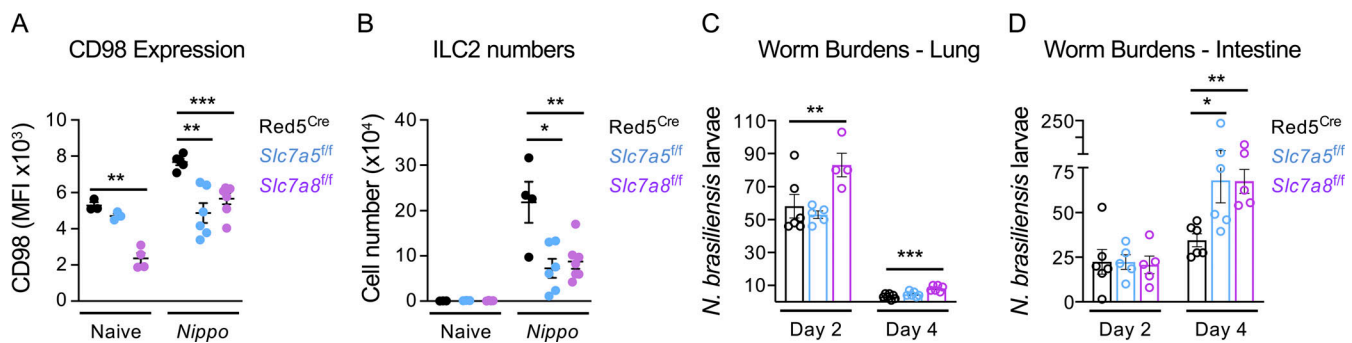 A
CD98 Expression
CD98 (MFI x10³)
10
8
6
4
2
0
**
***
**
Naive
Nippo
Red5^Cre
Slc7a5^f/f
Slc7a8^f/f
B
ILC2 numbers
Cell number (x10⁴)
40
30
20
10
0
**
*
Naive
Nippo
Red5^Cre
Slc7a5^f/f
Slc7a8^f/f
C
Worm Burdens - Lung
N. brasiliensis larvae
110
90
70
50
30
10
**
***
Day 2
Day 4
D
Worm Burdens - Intestine
N. brasiliensis larvae
250
75
50
25
0
**
*
Day 2
Day 4
Red5^Cre
Slc7a5^f/f
Slc7a8^f/f